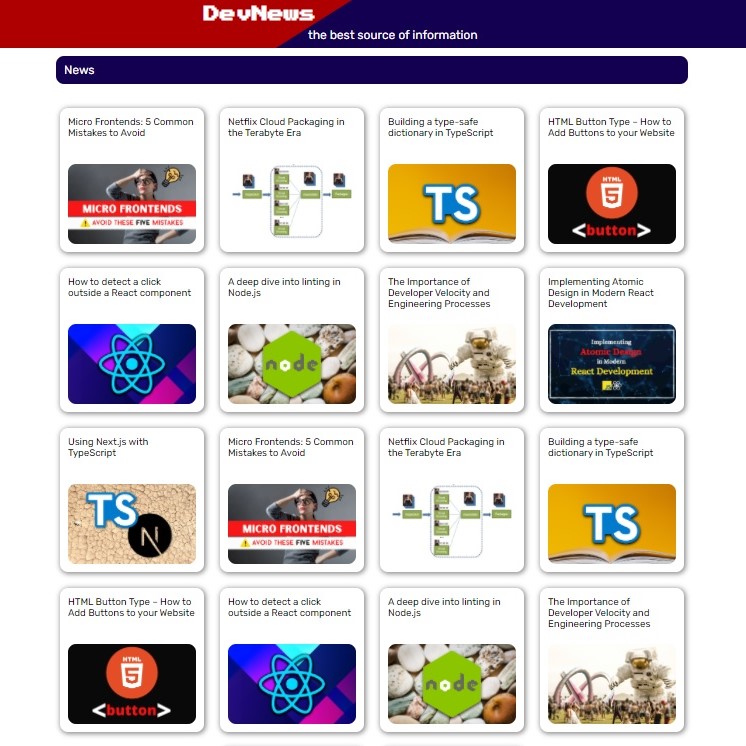 DevNews
the best source of information
News
Micro Frontends: 5 Common
Mistakes to Avoid
MICRO FRONTENDS
AVOID THESE FIVE MISTAKES
Netflix Cloud Packaging in
the Terabyte Era
Building a type-safe
dictionary in TypeScript
TS
HTML Button Type – How to
Add Buttons to your Website
HTML
5
<button>
How to detect a click
outside a React component
A deep dive into linting in
Node.js
node
The Importance of
Developer Velocity and
Engineering Processes
Implementing Atomic
Design in Modern React
Development
Implementing
Atomic Design
in Modern
React Development
Using Next.js with
TypeScript
TS
N
Micro Frontends: 5 Common
Mistakes to Avoid
MICRO FRONTENDS
AVOID THESE FIVE MISTAKES
Netflix Cloud Packaging in
the Terabyte Era
Building a type-safe
dictionary in TypeScript
TS
HTML Button Type – How to
Add Buttons to your Website
HTML
5
<button>
How to detect a click
outside a React component
A deep dive into linting in
Node.js
node
The Importance of
Developer Velocity and
Engineering Processes